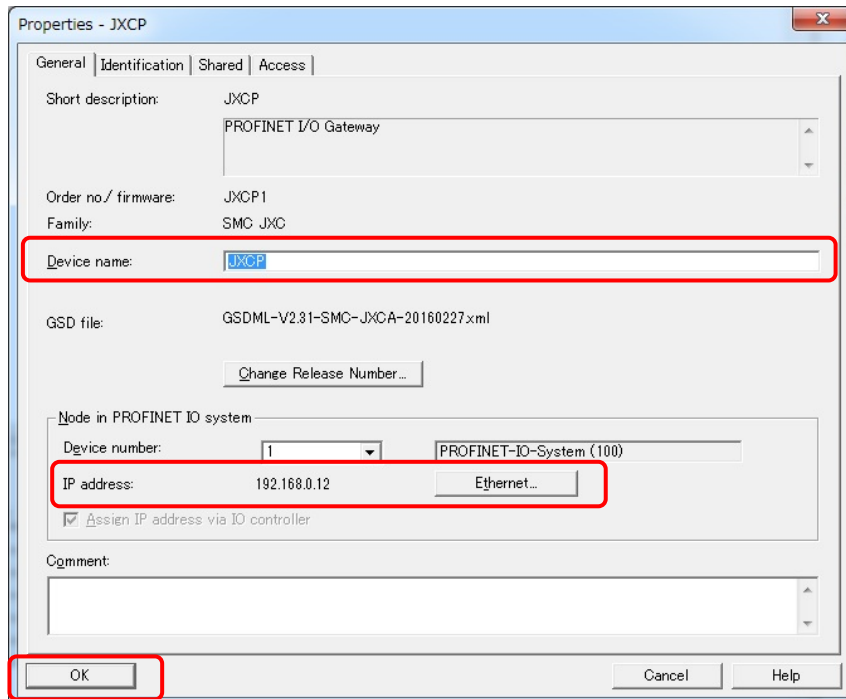 Properties - JXCP
General Identification Shared Access
Short description: JXCP
PROFINET I/O Gateway
Order no./ firmware: JXCP1
Family: SMC JXC
Device name: JXCP
GSD file: GSDML-V2.31-SMC-JXCA-20160227.xml
Change Release Number...
Node in PROFINET IO system
Device number: 1 PROFINET-IO-System (100)
IP address: 192.168.0.12 Ethernet...
Assign IP address via IO controller
Comment:
OK Cancel Help